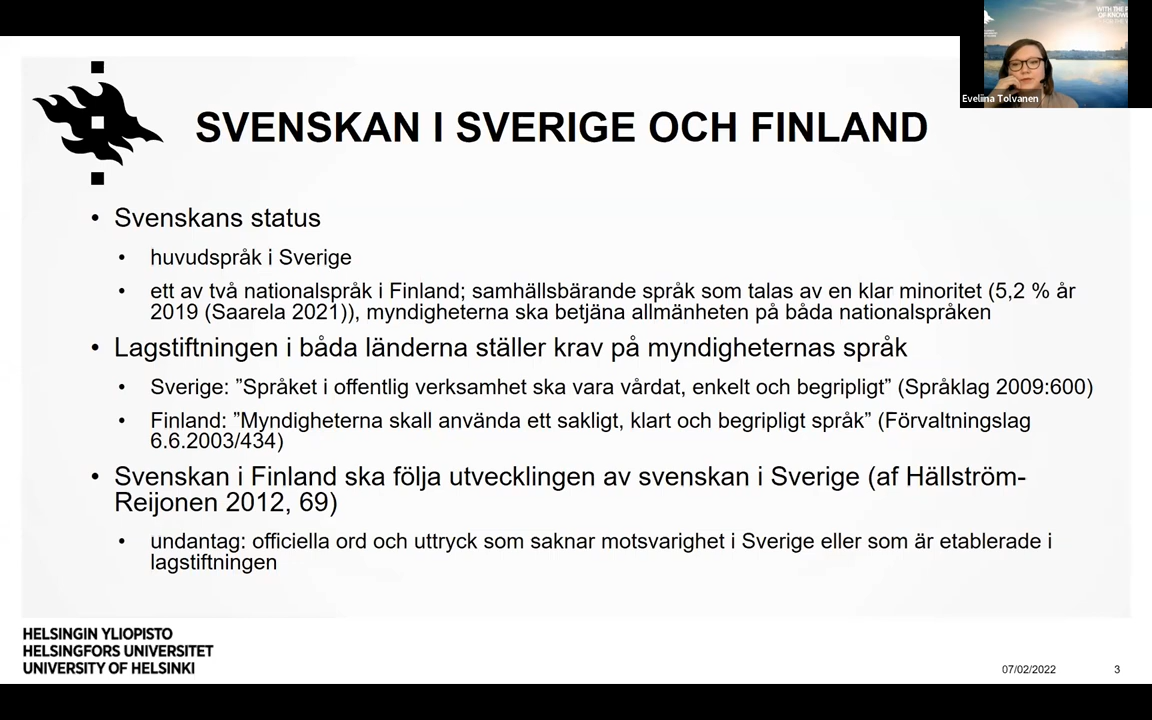 WITH THE
OF KNOW
Eveliina Tolvanen
SVENSKAN I SVERIGE OCH FINLAND
• Svenskans status
• huvudspråk i Sverige
• ett av två nationalspråk i Finland; samhällsbärande språk som talas av en klar minoritet (5,2 % år
2019 (Saarela 2021)), myndigheterna ska betjäna allmänheten på båda nationalspråken
• Lagstiftningen i båda länderna ställer krav på myndigheternas språk
• Sverige: ”Språket i offentlig verksamhet ska vara vårdat, enkelt och begripligt” (Språklag 2009:600)
• Finland: ”Myndigheterna skall använda ett sakligt, klart och begripligt språk” (Förvaltningslag
6.6.2003/434)
• Svenskan i Finland ska följa utvecklingen av svenskan i Sverige (af Hällström-
Reijonen 2012, 69)
• undantag: officiella ord och uttryck som saknar motsvarighet i Sverige eller som är etablerade i
lagstiftningen
HELSINGIN YLIOPISTO
HELSINGFORS UNIVERSITET
UNIVERSITY OF HELSINKI
07/02/2022
3